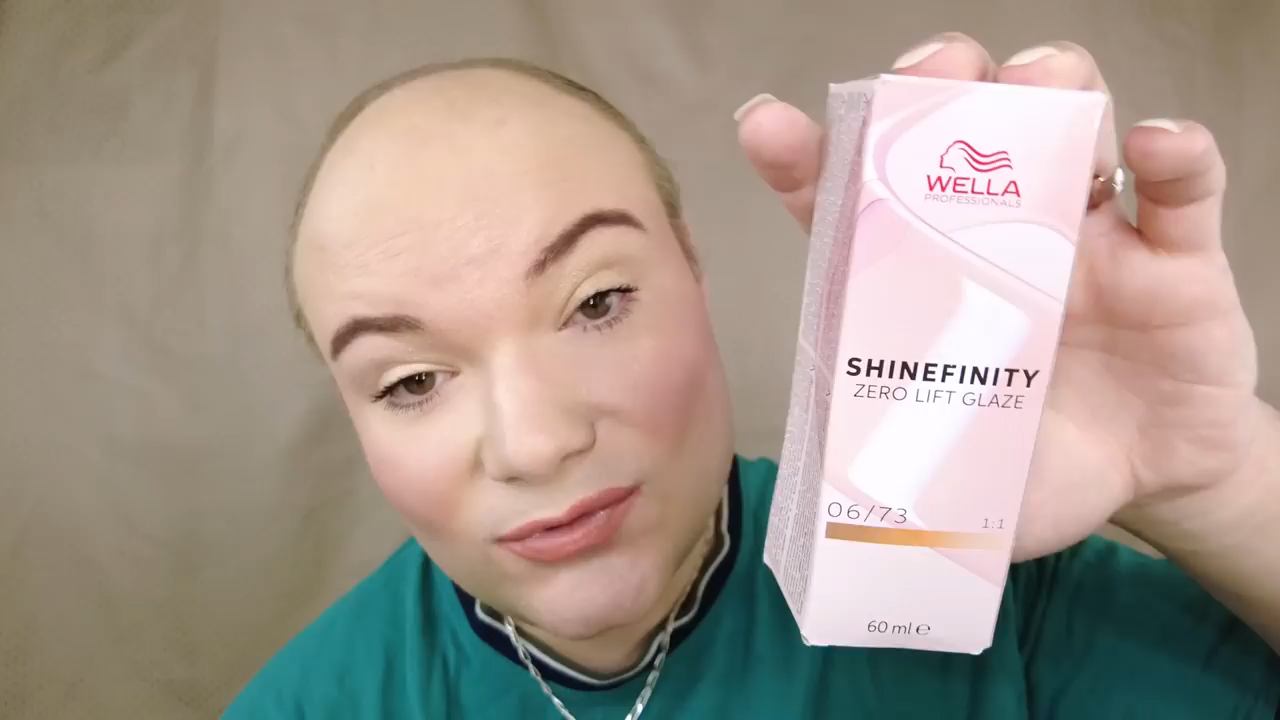 WELLA
PROFESSIONALS
SHINEFINITY
ZERO LIFT GLAZE
06/73
1:1
60 ml e